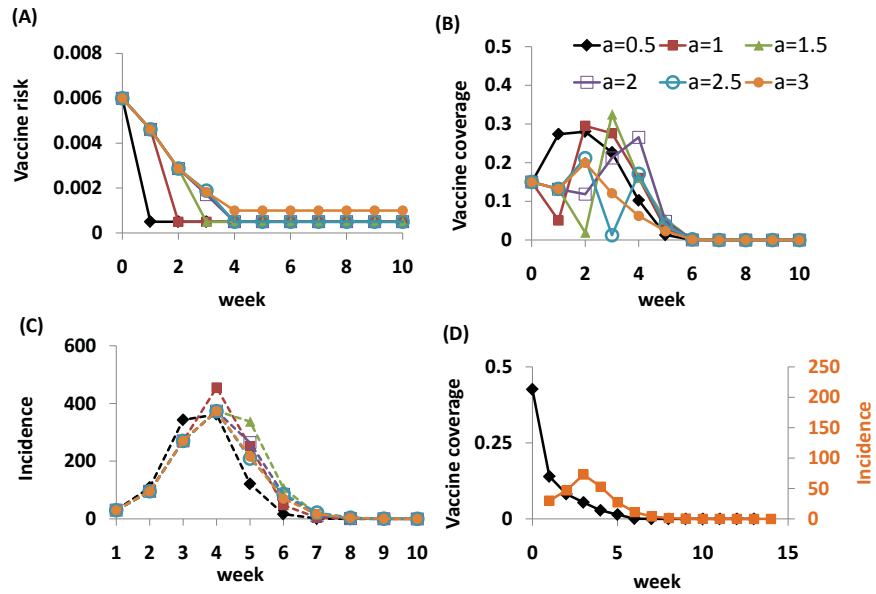 (A)
Vaccine risk
0.008
0.006
0.004
0.002
0
0 2 4 6 8 10
week
(B)
Vaccine coverage
0.5
0.4
0.3
0.2
0.1
0
a=0.5 a=1 a=1.5
a=2 a=2.5 a=3
0 2 4 6 8 10
week
(C)
Incidence
600
400
200
0
1 2 3 4 5 6 7 8 9 10
week
(D)
Vaccine coverage
0.5
0.25
0
250
200
150
100
50
0
Incidence
0 5 10 15
week